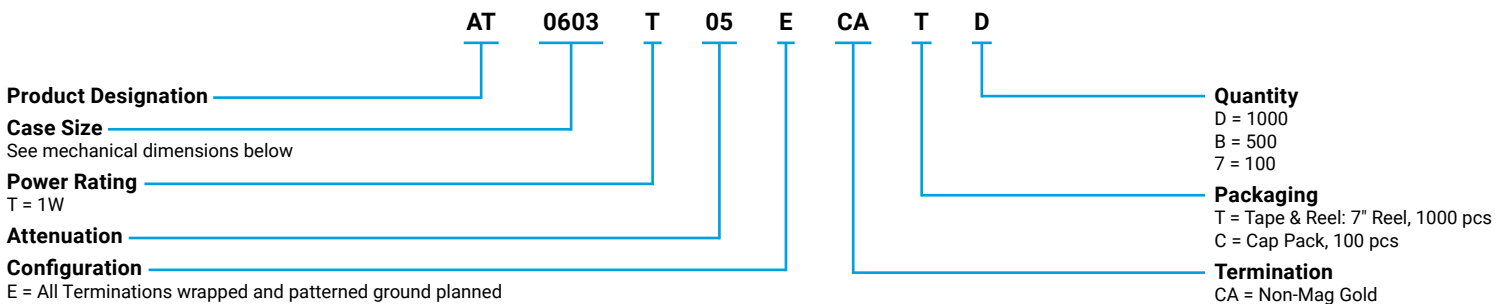 AT 0603 T 05 E CA T D
Product Designation
Case Size
See mechanical dimensions below
Power Rating
T = 1W
Attenuation
Configuration
E = All Terminations wrapped and patterned ground planned
Quantity
D = 1000
B = 500
7 = 100
Packaging
T = Tape & Reel: 7" Reel, 1000 pcs
C = Cap Pack, 100 pcs
Termination
CA = Non-Mag Gold